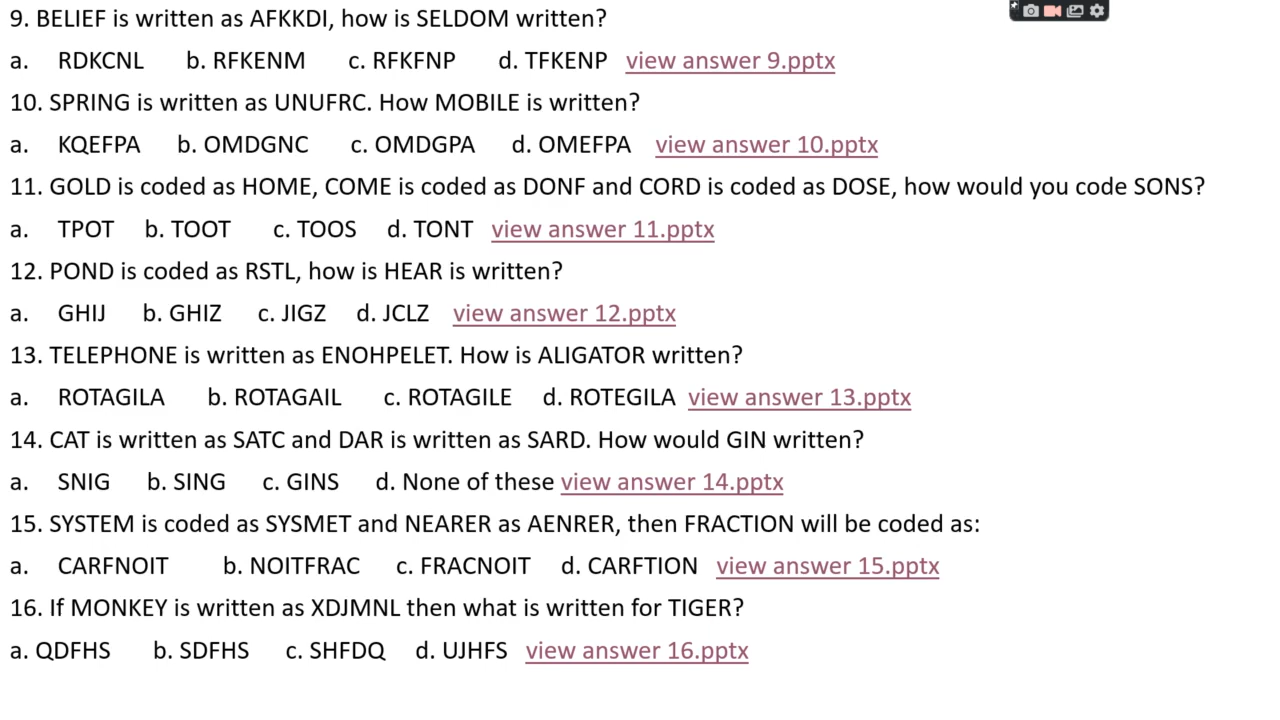 9. BELIEF is written as AFKKDI, how is SELDOM written?
a. RDKCNL b. RFKENM c. RFKFNP d. TFKENP view answer 9.pptx
10. SPRING is written as UNUFRC. How MOBILE is written?
a. KQEFPA b. OMDGNC c. OMDGPA d. OMEFPA view answer 10.pptx
11. GOLD is coded as HOME, COME is coded as DONF and CORD is coded as DOSE, how would you code SONS?
a. TPOT b. TOOT c. TOOS d. TONT view answer 11.pptx
12. POND is coded as RSTL, how is HEAR is written?
a. GHIJ b. GHIZ c. JIGZ d. JCLZ view answer 12.pptx
13. TELEPHONE is written as ENOHPELET. How is ALIGATOR written?
a. ROTAGILA b. ROTAGAIL c. ROTAGILE d. ROTEGILA view answer 13.pptx
14. CAT is written as SATC and DAR is written as SARD. How would GIN written?
a. SNIG b. SING c. GINS d. None of these view answer 14.pptx
15. SYSTEM is coded as SYSMET and NEARER as AENRER, then FRACTION will be coded as:
a. CARFNOIT b. NOITFRAC c. FRACNOIT d. CARFTION view answer 15.pptx
16. If MONKEY is written as XDJMNL then what is written for TIGER?
a. QDFHS b. SDFHS c. SHFDQ d. UJHFS view answer 16.pptx